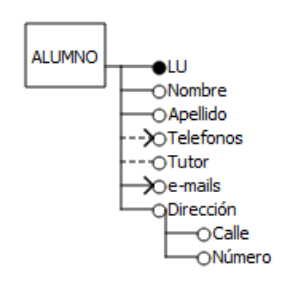 ALUMNO
LU
Nombre
Apellido
Telefonos
Tutor
e-mails
Dirección
Calle
Número